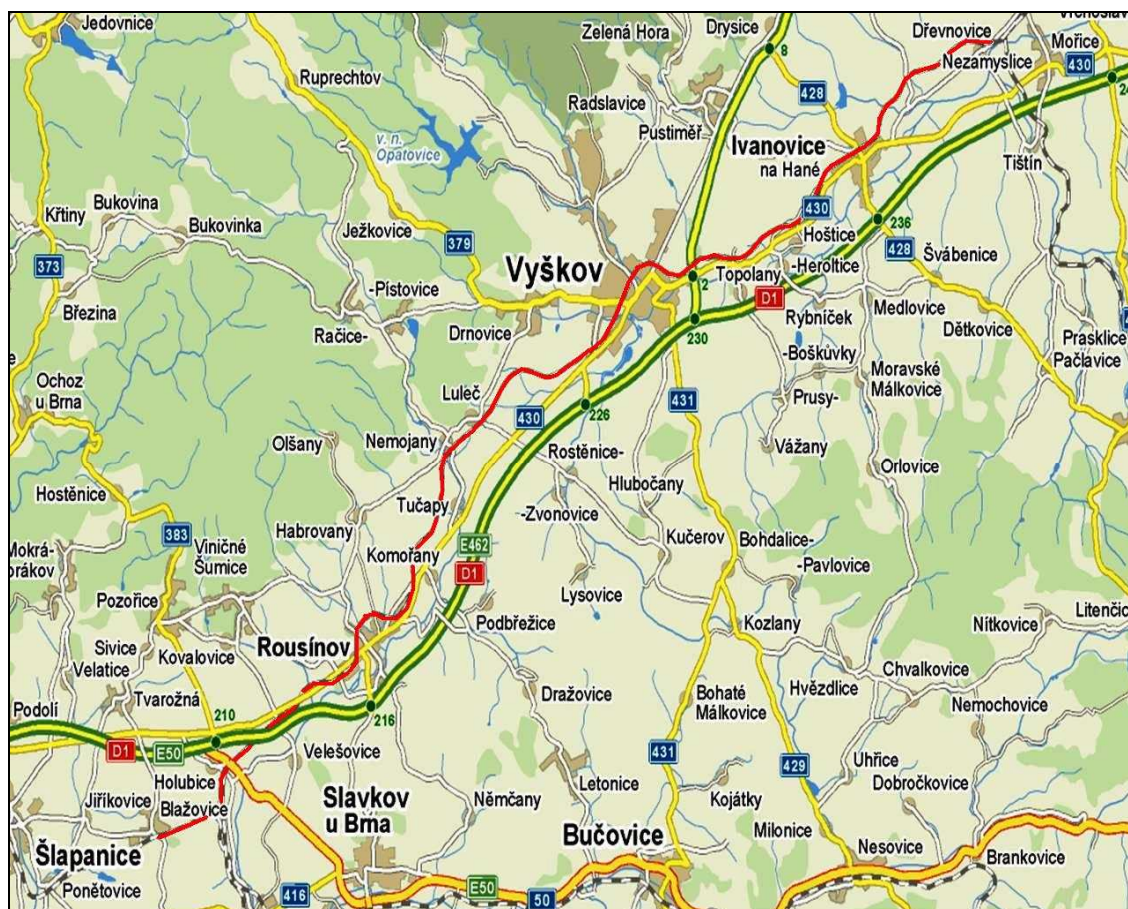 Jedovnice
Zelená Hora
Drysice
Dřevnovice
Mořice
8
Nezamyslice
430
Ruprechtov
428
Radslavice
Pustiměř
v. n.
Opatovice
Ivanovice
na Hané
Tištín
Křtiny
Bukovina
Bukovinka
Ježkovice
379
430
236
Hoštice
-Heroltice
428
Švábenice
373
Vyškov
2
Topolany
D1
-Pístovice
Březina
Račice-
Drnovice
230
Rybníček
Medlovice
Dětkovice
Prasklice
Pačlavice
-Boškůvky
Moravské
Málkovice
Ochoz
u Brna
Luleč
430
226
431
Prusy-
Olšany
Nemojany
Rostěnice-
Vážany
Orlovice
Hostěnice
Hlubočany
Tučapy
-Zvonovice
383
Viničné
Šumice
Habrovany
Komořany
E462
D1
Kučerov
Bohdalice-
-Pavlovice
Mokrá-
Pozořice
Lysovice
Podbřežice
Kozlany
Nítkovice
Sivice
Velatice
Kovalovice
Rousínov
Chvalkovice
Tvarožná
Dražovice
Bohaté
Málkovice
Hvězdlice
Nemochovice
Podolí
210
216
D1
E50
Velešovice
431
429
Uhřice
Dobročkovice
Holubice
Letonice
Jiříkovice
Blažovice
Slavkov
u Brna
Němčany
Kojátky
Bučovice
Milonice
Šlapanice
Nesovice
Brankovice
Ponětovice
416
E50
50